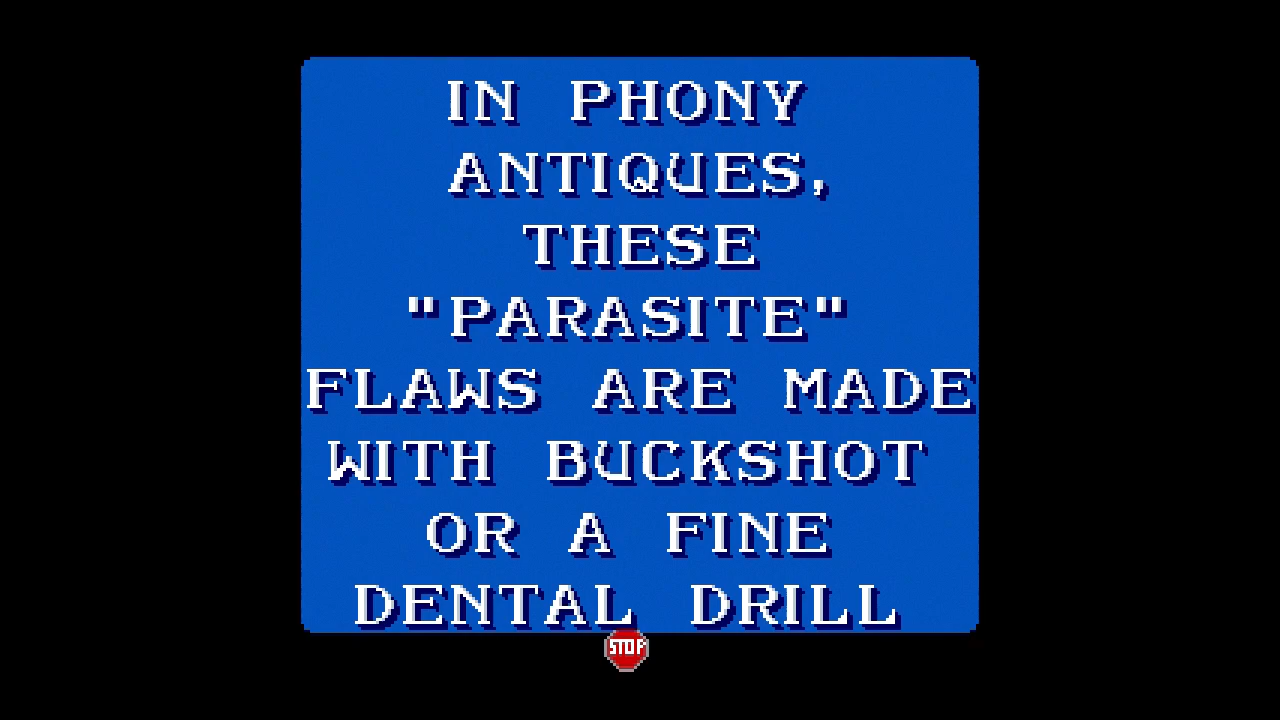 IN PHONY
ANTIQUES,
THESE
"PARASITE"
FLAWS ARE MADE
WITH BUCKSHOT
OR A FINE
DENTAL DRILL
STOP